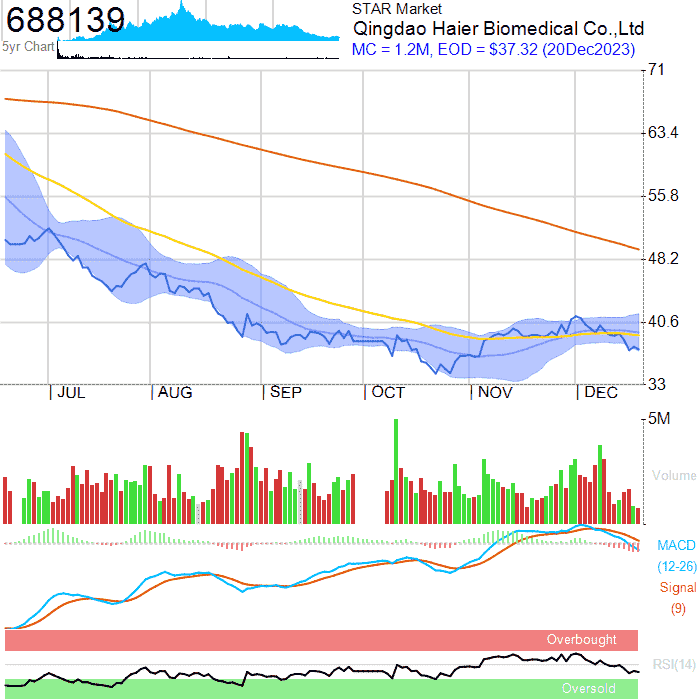 688139
5yr Chart
STAR Market
Qingdao Haier Biomedical Co.,Ltd
MC = 1.2M, EOD = $37.32 (20Dec2023)
71
63.4
55.8
48.2
40.6
33
JUL
AUG
SEP
OCT
NOV
DEC
5M
Volume
MACD
(12-26)
Signal
(9)
Overbought
RSI(14)
Oversold